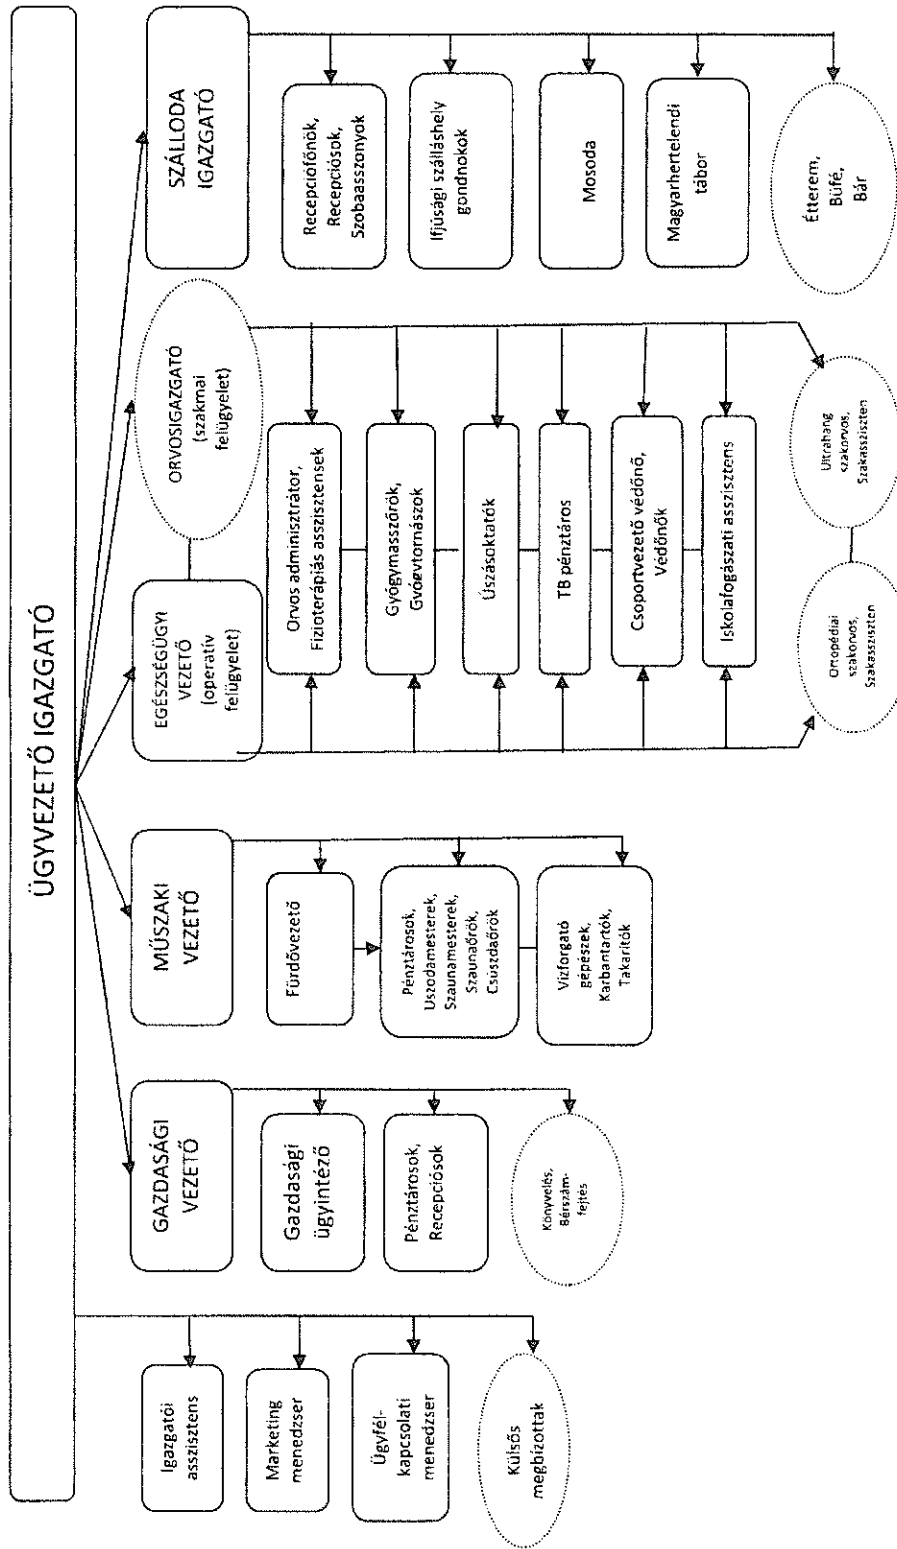 ÜGYVEZETŐ IGAZGATÓ
Igazgatói
asszisztens
Marketing
menedzser
Ügyfél-
kapcsolati
menedzser
Külsős
megbízottak
GAZDASÁGI
VEZETŐ
Gazdasági
ügyintéző
Pénztárosok,
Recepciósok
Könyvelés,
Bérszám-
fejtés
MŰSZAKI
VEZETŐ
Fürdővezető
Pénztárosok,
Uszodamesterek,
Szaunamesterek,
Szaunaőrök,
Csúszdaőrök
Vízforgató
gépészek,
Karbantartók,
Takarítók
EGÉSZSÉGÜGYI
VEZETŐ
(operatív
felügyelet)
ORVOSIGAZGATÓ
(szakmai
felügyelet)
Orvos adminisztrátor,
Fizioterápiás asszisztensek
Gyógymasszőrök,
Gyógytornászok
Úszásoktatók
TB pénztáros
Csoportvezető védőnő,
Védőnők
Iskolafogászati asszisztens
Ortopédiai
szakorvos,
Szakassziszten
Ultrahang
szakorvos,
Szakassziszten
SZÁLLODA
IGAZGATÓ
Recepciófőnök,
Recepciósok,
Szobaasszonyok
Ifjúsági szálláshely
gondnokok
Mosoda
Magyarhertelendi
tábor
Étterem,
Büfé,
Bár